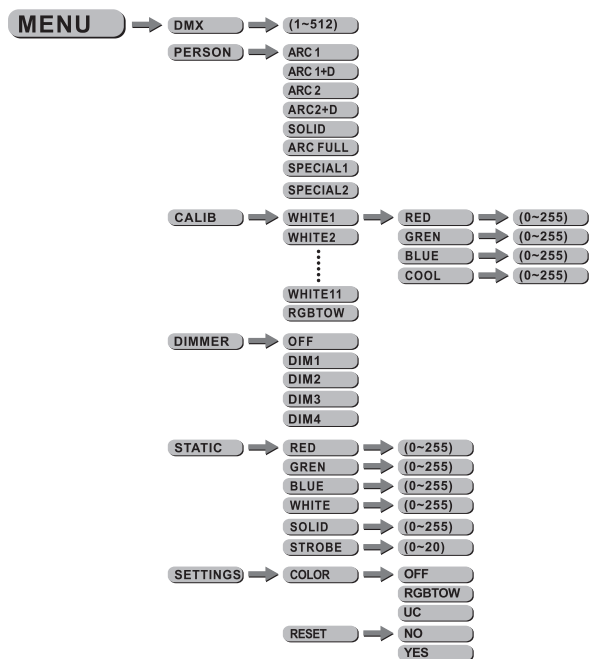 MENU DMX (1~512)
PERSON ARC 1
ARC 1+D
ARC 2
ARC2+D
SOLID
ARC FULL
SPECIAL1
SPECIAL2
CALIB WHITE1 RED (0~255)
WHITE2 GREN (0~255)
BLUE (0~255)
COOL (0~255)
WHITE11
RGBTOW
DIMMER OFF
DIM1
DIM2
DIM3
DIM4
STATIC RED (0~255)
GREN (0~255)
BLUE (0~255)
WHITE (0~255)
SOLID (0~255)
STROBE (0~20)
SETTINGS COLOR OFF
RGBTOW
UC
RESET NO
YES